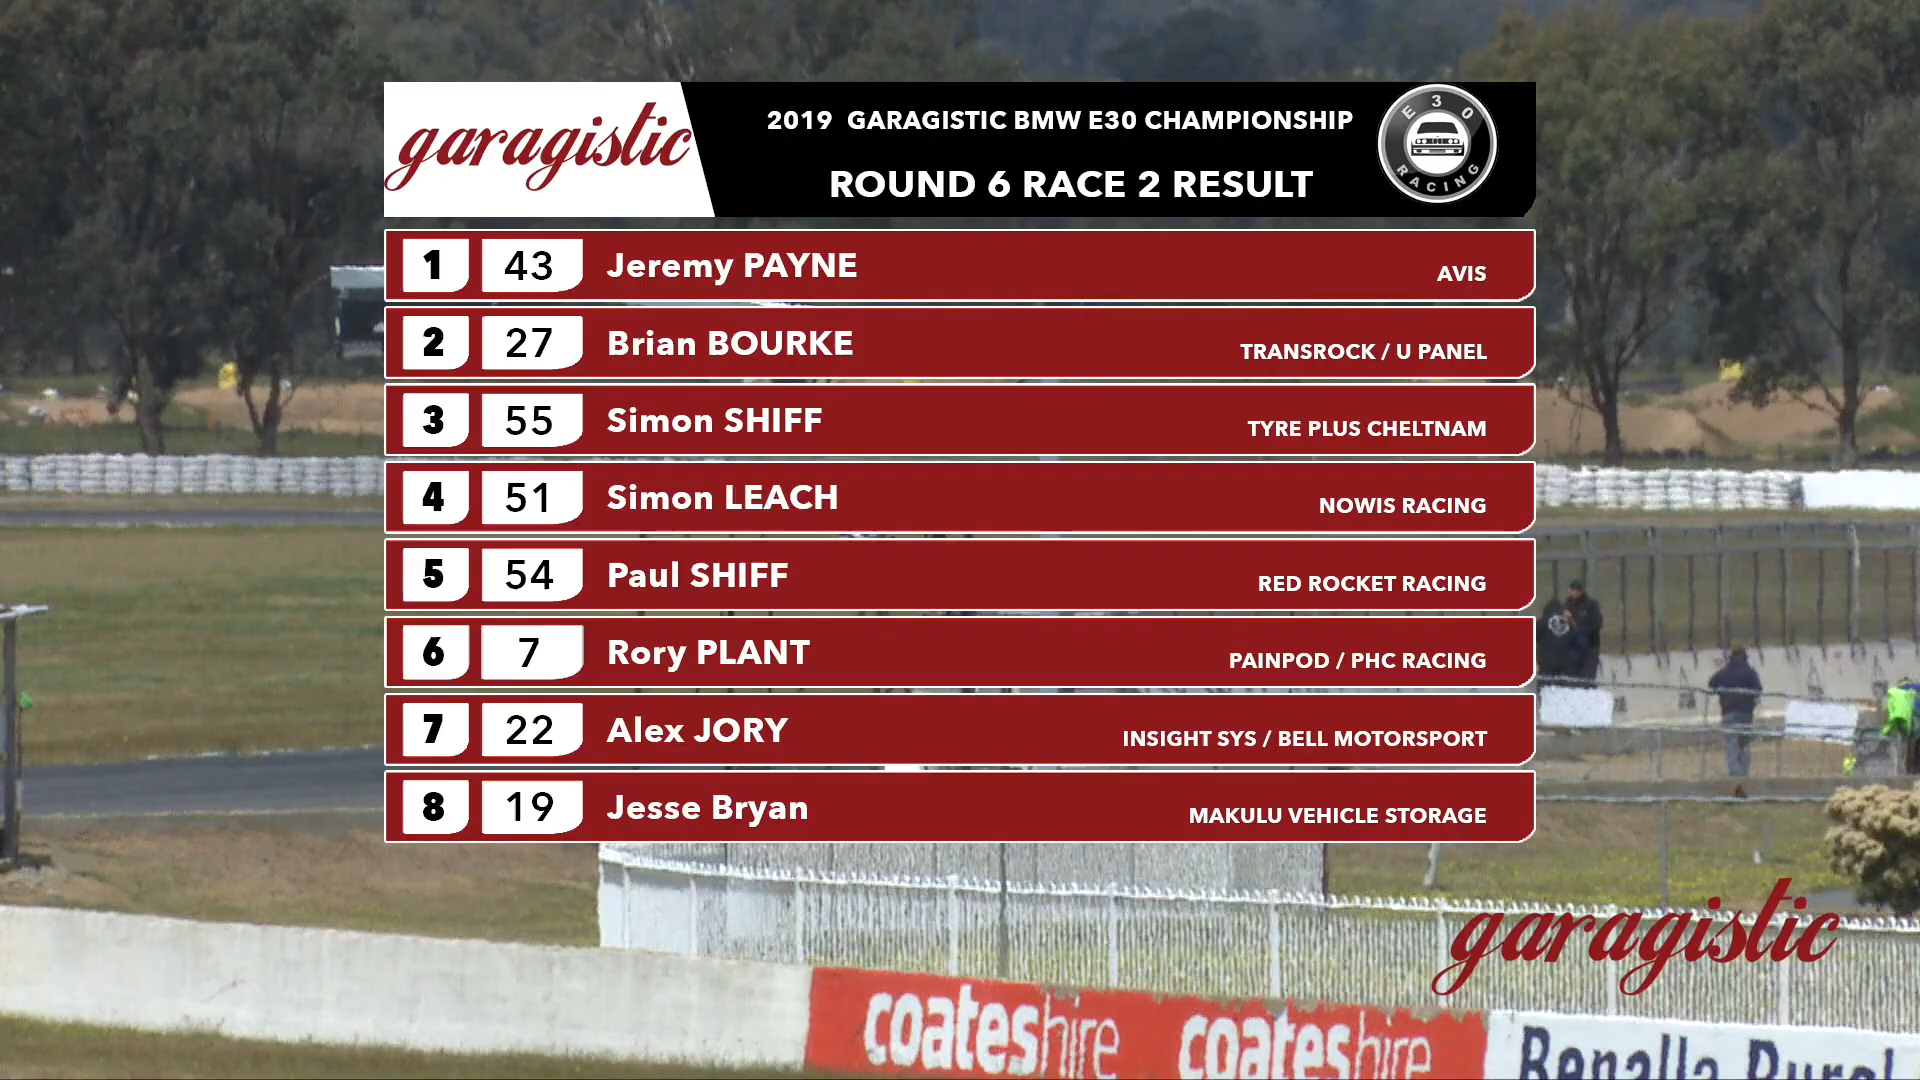 garagistic
2019 GARAGISTIC BMW E30 CHAMPIONSHIP
ROUND 6 RACE 2 RESULT
E30
RACING
1 43 Jeremy PAYNE AVIS
2 27 Brian BOURKE TRANSROCK / U PANEL
3 55 Simon SHIFF TYRE PLUS CHELTNAM
4 51 Simon LEACH NOWIS RACING
5 54 Paul SHIFF RED ROCKET RACING
6 7 Rory PLANT PAINPOD / PHC RACING
7 22 Alex JORY INSIGHT SYS / BELL MOTORSPORT
8 19 Jesse Bryan MAKULU VEHICLE STORAGE
garagistic
coateshire coateshire
Benalla Rural